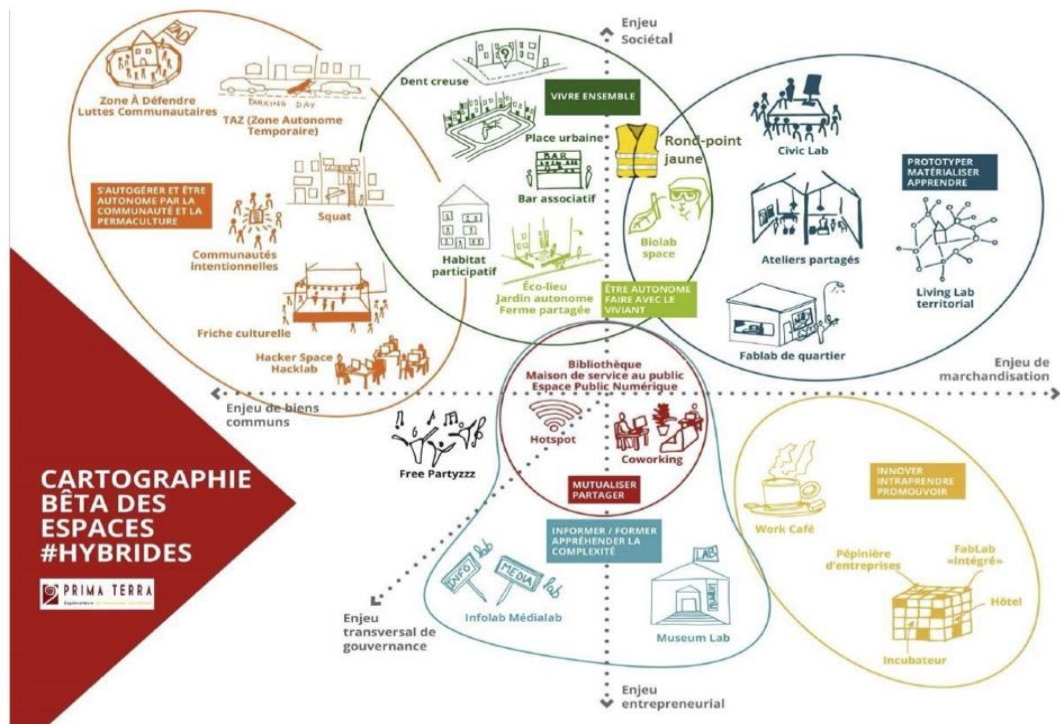 Enjeu
Sociétal
Zone À Défendre
Luttes Communautaires
PARKING DAY
TAZ (Zone Autonome
Temporaire)
S'AUTOGÉRER ET ÊTRE
AUTONOME PAR LA
COMMUNAUTÉ ET LA
PERMACULTURE
Squat
Communautés
intentionnelles
Friche culturelle
Hacker Space
Hacklab
Dent creuse
VIVRE ENSEMBLE
Place urbaine
BAR
Bar associatif
Habitat
participatif
Éco-lieu
Jardin autonome
Ferme partagée
Rond-point
jaune
Biolab
space
ÊTRE AUTONOME
FAIRE AVEC LE
VIVANT
Civic Lab
PROTOTYPER
MATÉRIALISER
APPRENDRE
Ateliers partagés
Living Lab
territorial
Fablab de quartier
Enjeu de
marchandisation
Enjeu de biens
communs
Bibliothèque
Maison de service au public
Espace Public Numérique
Hotspot
Coworking
MUTUALISER
PARTAGER
Free Partyzzz
INFORMER / FORMER
APPRÉHENDER LA
COMPLEXITÉ
INFO lab
MEDIA lab
Infolab Médialab
LAB
Museum Lab
Work Café
INNOVER
INTRAPRENDRE
PROMOUVOIR
Pépinière
d'entreprises
FabLab
«intégré»
Hôtel
Incubateur
Enjeu
transversal de
gouvernance
Enjeu
entrepreneurial
CARTOGRAPHIE
BÊTA DES
ESPACES
#HYBRIDES
PRIMA TERRA